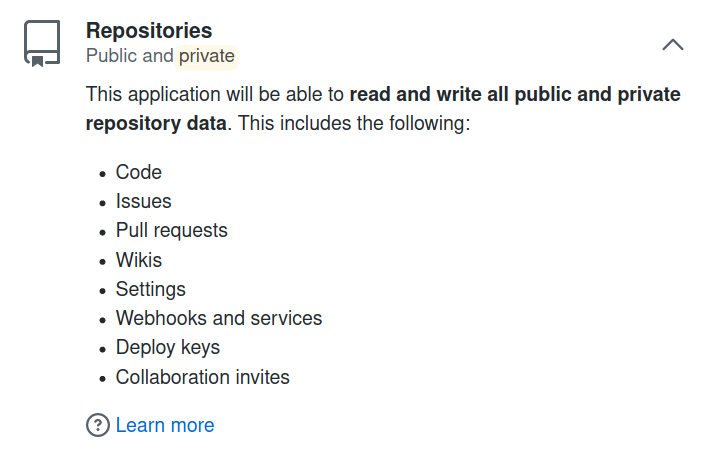 Repositories
Public and private
This application will be able to read and write all public and private
repository data. This includes the following:
Code
Issues
Pull requests
Wikis
Settings
Webhooks and services
Deploy keys
Collaboration invites
Learn more